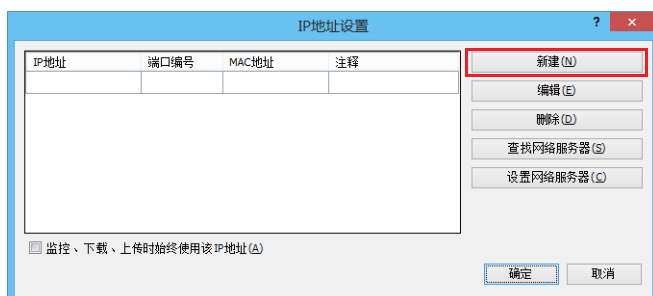 IP地址设置
? ×
IP地址 端口编号 MAC地址 注释
新建(N)
编辑(E)
删除(D)
查找网络服务器(S)
设置网络服务器(C)
监控、下载、上传时始终使用该IP地址(A)
确定 取消